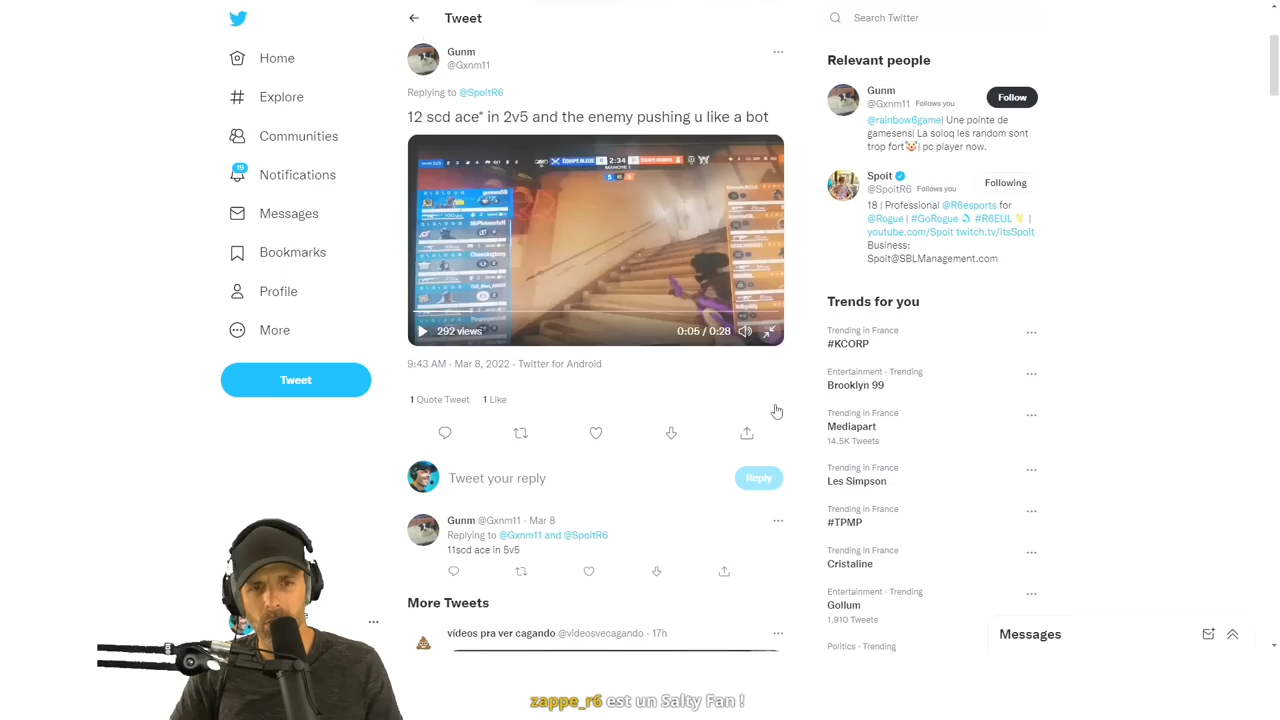 Home
Explore
Communities
19
Notifications
Messages
Bookmarks
Profile
More
Tweet
Tweet
Gunm
@Gxnm11
Replying to @SpoitR6
12 scd ace* in 2v5 and the enemy pushing u like a bot
ÉQUIPE BLEUE
2:34
MANCHE
5
292 views
0:05 / 0:28
9:43 AM · Mar 8, 2022 · Twitter for Android
1 Quote Tweet 1 Like
Tweet your reply
Reply
Gunm @Gxnm11 · Mar 8
Replying to @Gxnm11 and @SpoitR6
11scd ace in 5v5
More Tweets
vídeos pra ver cagando @videosvecagando · 17h
Search Twitter
Relevant people
Gunm
@Gxnm11 Follows you
Follow
@rainbow6game| Une pointe de
gamesens| La soloq les random sont
trop fort🤡| pc player now.
Spoit
@SpoitR6 Follows you
Following
18 | Professional @R6esports for
@Rogue | #GoRogue #R6EUL |
youtube.com/Spoit twitch.tv/itsSpoit
Business:
Spoit@SBLManagement.com
Trends for you
Trending in France
#KCORP
Entertainment · Trending
Brooklyn 99
Trending in France
Mediapart
14.5K Tweets
Trending in France
Les Simpson
Trending in France
#TPMP
Trending in France
Cristaline
Entertainment · Trending
Gollum
1,910 Tweets
Politics · Trending
Messages
zappe_r6 est un Salty Fan !